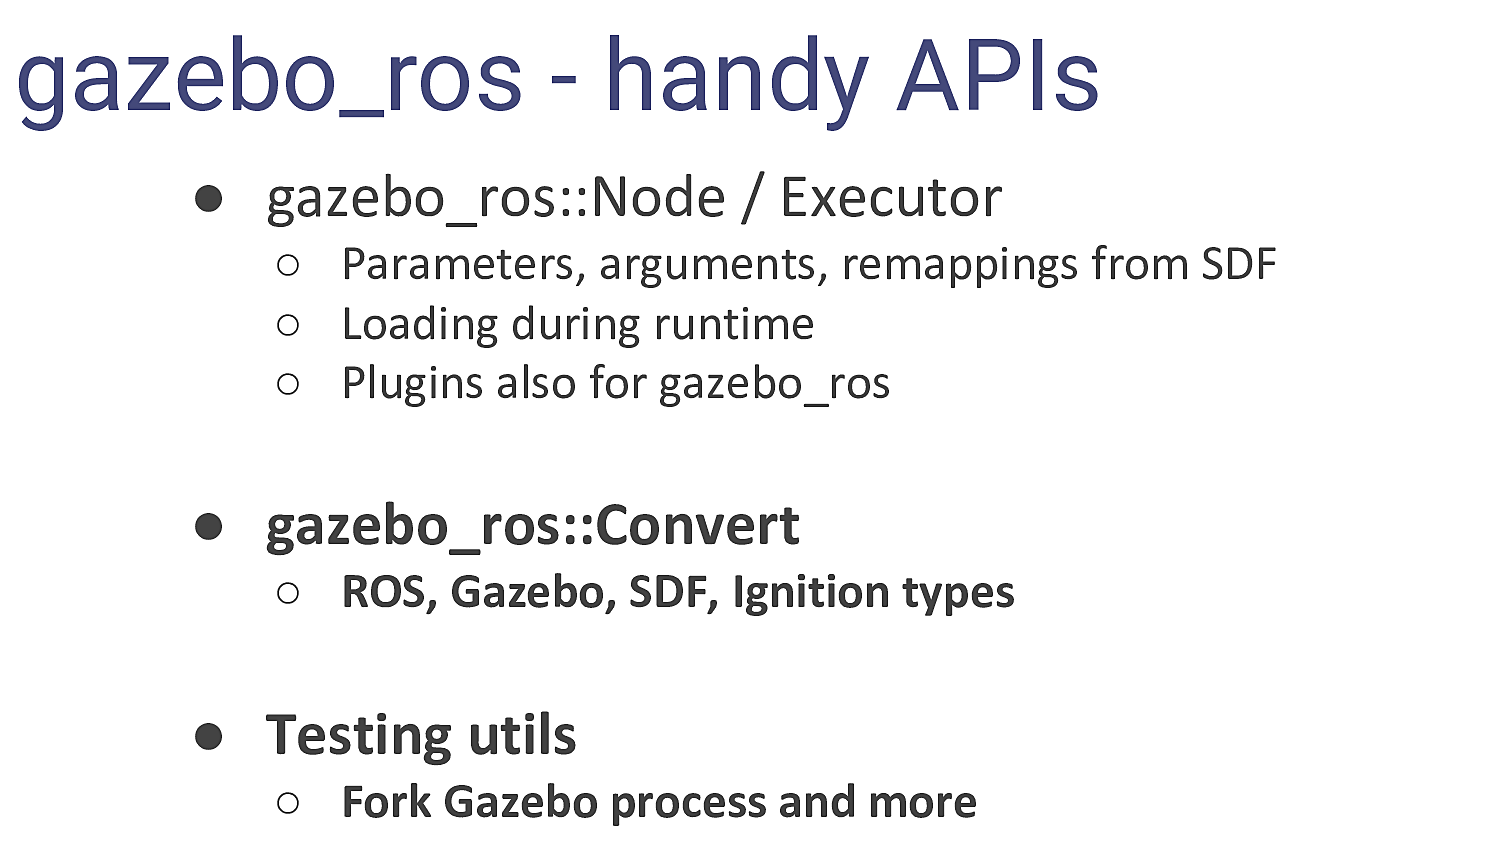 gazebo_ros - handy APIs
● gazebo_ros::Node / Executor
○ Parameters, arguments, remappings from SDF
○ Loading during runtime
○ Plugins also for gazebo_ros
● gazebo_ros::Convert
○ ROS, Gazebo, SDF, Ignition types
● Testing utils
○ Fork Gazebo process and more